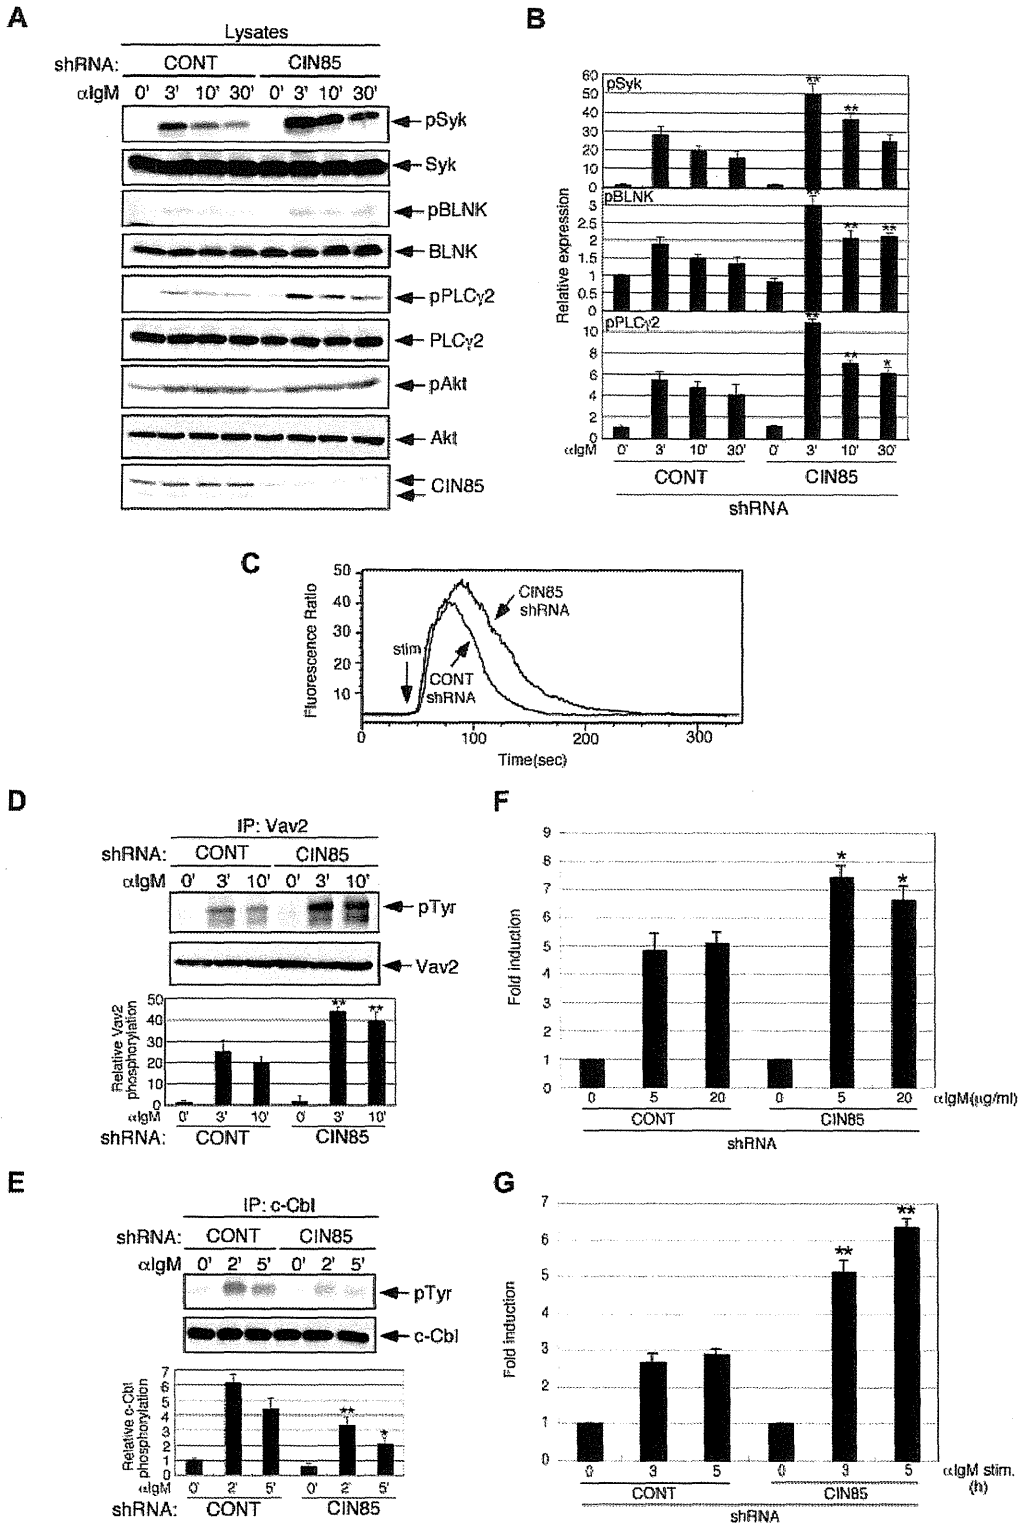 A
Lysates
shRNA: CONT CIN85
αIgM 0' 3' 10' 30' 0' 3' 10' 30'
pSyk
Syk
pBLNK
BLNK
pPLCγ2
PLCγ2
pAkt
Akt
CIN85
B
Relative expression
pSyk
60
50
40
30
20
10
0
** **
pBLNK
3
2.5
2
1.5
1
0.5
0
** ** **
pPLCγ2
10
8
6
4
2
0
** ** *
αIgM 0' 3' 10' 30' 0' 3' 10' 30'
CONT CIN85
shRNA
C
Fluorescence Ratio
50
40
30
20
10
stim
CIN85
shRNA
CONT
shRNA
0 100 200 300
Time(sec)
D
IP: Vav2
shRNA: CONT CIN85
αIgM 0' 3' 10' 0' 3' 10'
pTyr
Vav2
Relative Vav2
phosphorylation
50
40
30
20
10
0
** **
αIgM 0' 3' 10' 0' 3' 10'
shRNA: CONT CIN85
E
IP: c-Cbl
shRNA: CONT CIN85
αIgM 0' 2' 5' 0' 2' 5'
pTyr
c-Cbl
Relative c-Cbl
phosphorylation
7
6
5
4
3
2
1
0
** *
αIgM 0' 2' 5' 0' 2' 5'
shRNA: CONT CIN85
F
Fold induction
9
8
7
6
5
4
3
2
1
0
* *
0 5 20 0 5 20 αIgM(μg/ml)
CONT CIN85
shRNA
G
Fold induction
7
6
5
4
3
2
1
0
** **
0 3 5 0 3 5 αIgM stim.
(h)
CONT CIN85
shRNA